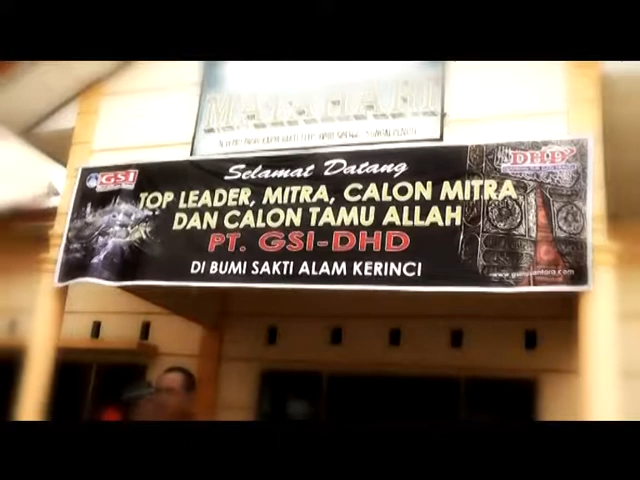 MATAHARI
Selamat Datang
GSI
DHD
TOP LEADER, MITRA, CALON MITRA
DAN CALON TAMU ALLAH
PT. GSI-DHD
DI BUMI SAKTI ALAM KERINCI